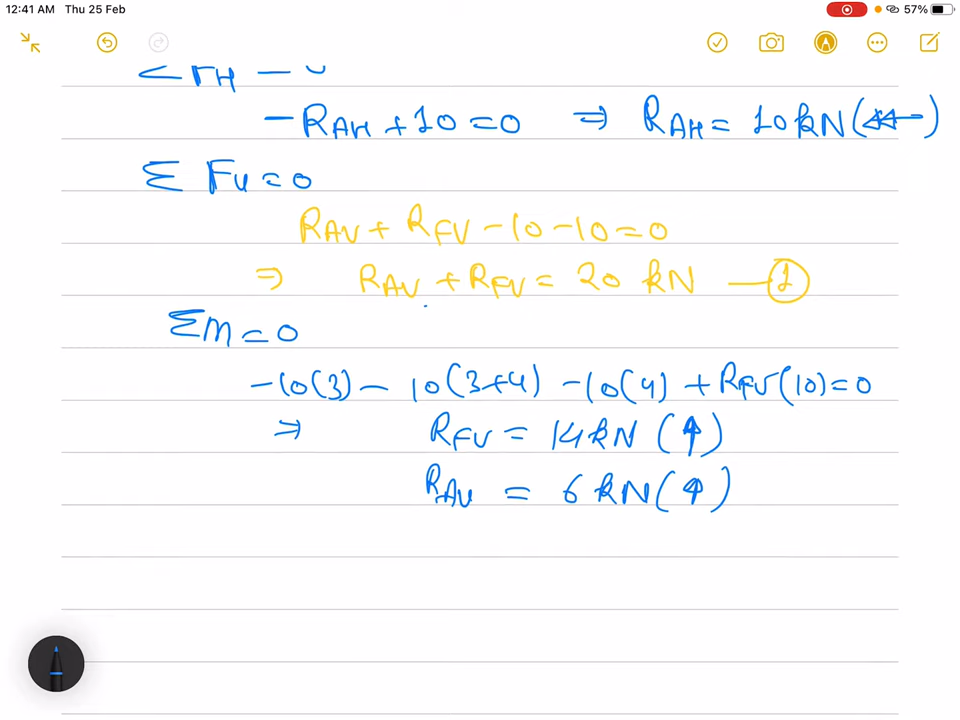 12:41 AM Thu 25 Feb 57%
-RAH + 10 = 0 ⇒ RAH = 10 kN (←)
Σ Fv = 0
RAV + RFV - 10 - 10 = 0
⇒ RAV + RFV = 20 kN — ①
ΣM = 0
-10(3) - 10(3+4) - 10(4) + RFV(10) = 0
⇒ RFV = 14 kN (↑)
RAV = 6 kN (↑)